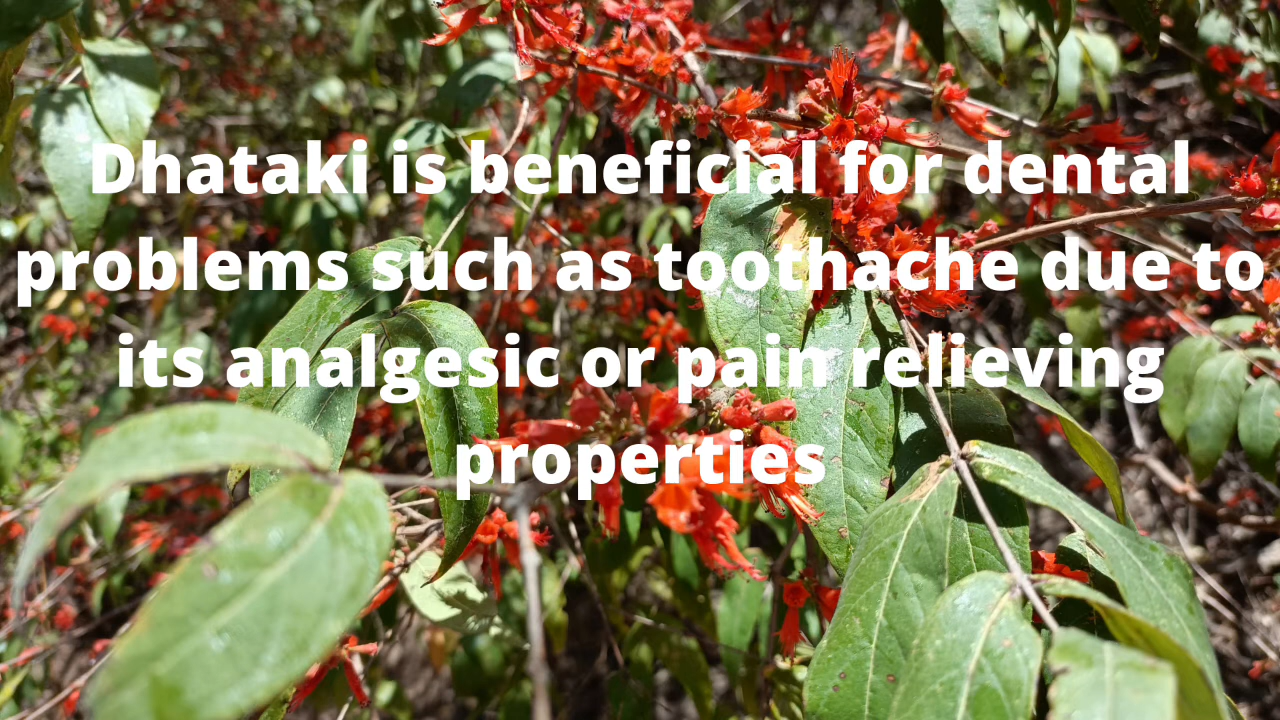 Dhataki is beneficial for dental
problems such as toothache due to
its analgesic or pain relieving
properties